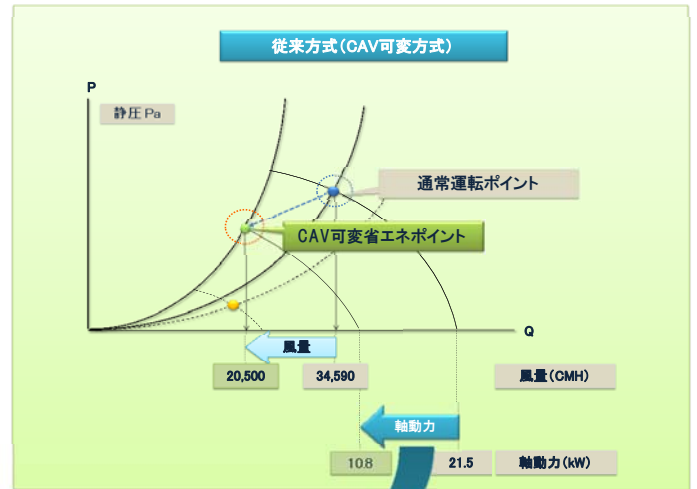 従来方式(CAV可変方式)
P
静圧 Pa
通常運転ポイント
CAV可変省エネポイント
Q
風量
20,500
34,590
風量(CMH)
軸動力
10.8
21.5
軸動力(kW)